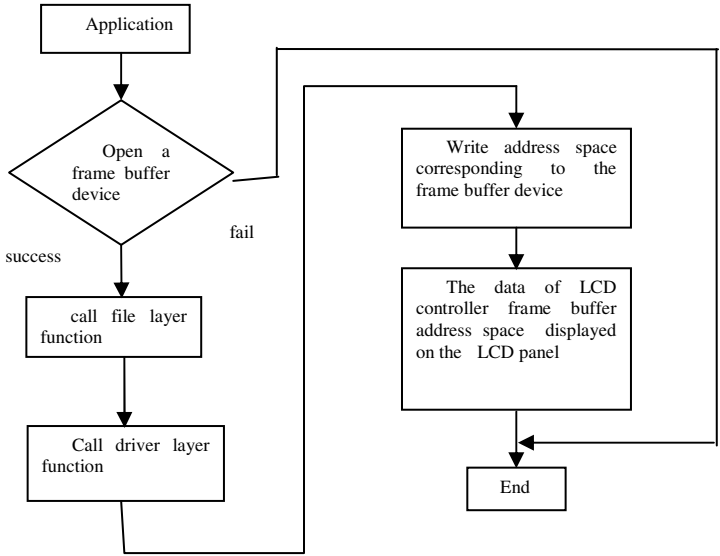 Application
Open a
frame buffer
device
fail
success
call file layer
function
Call driver layer
function
Write address space
corresponding to the
frame buffer device
The data of LCD
controller frame buffer
address space displayed
on the LCD panel
End